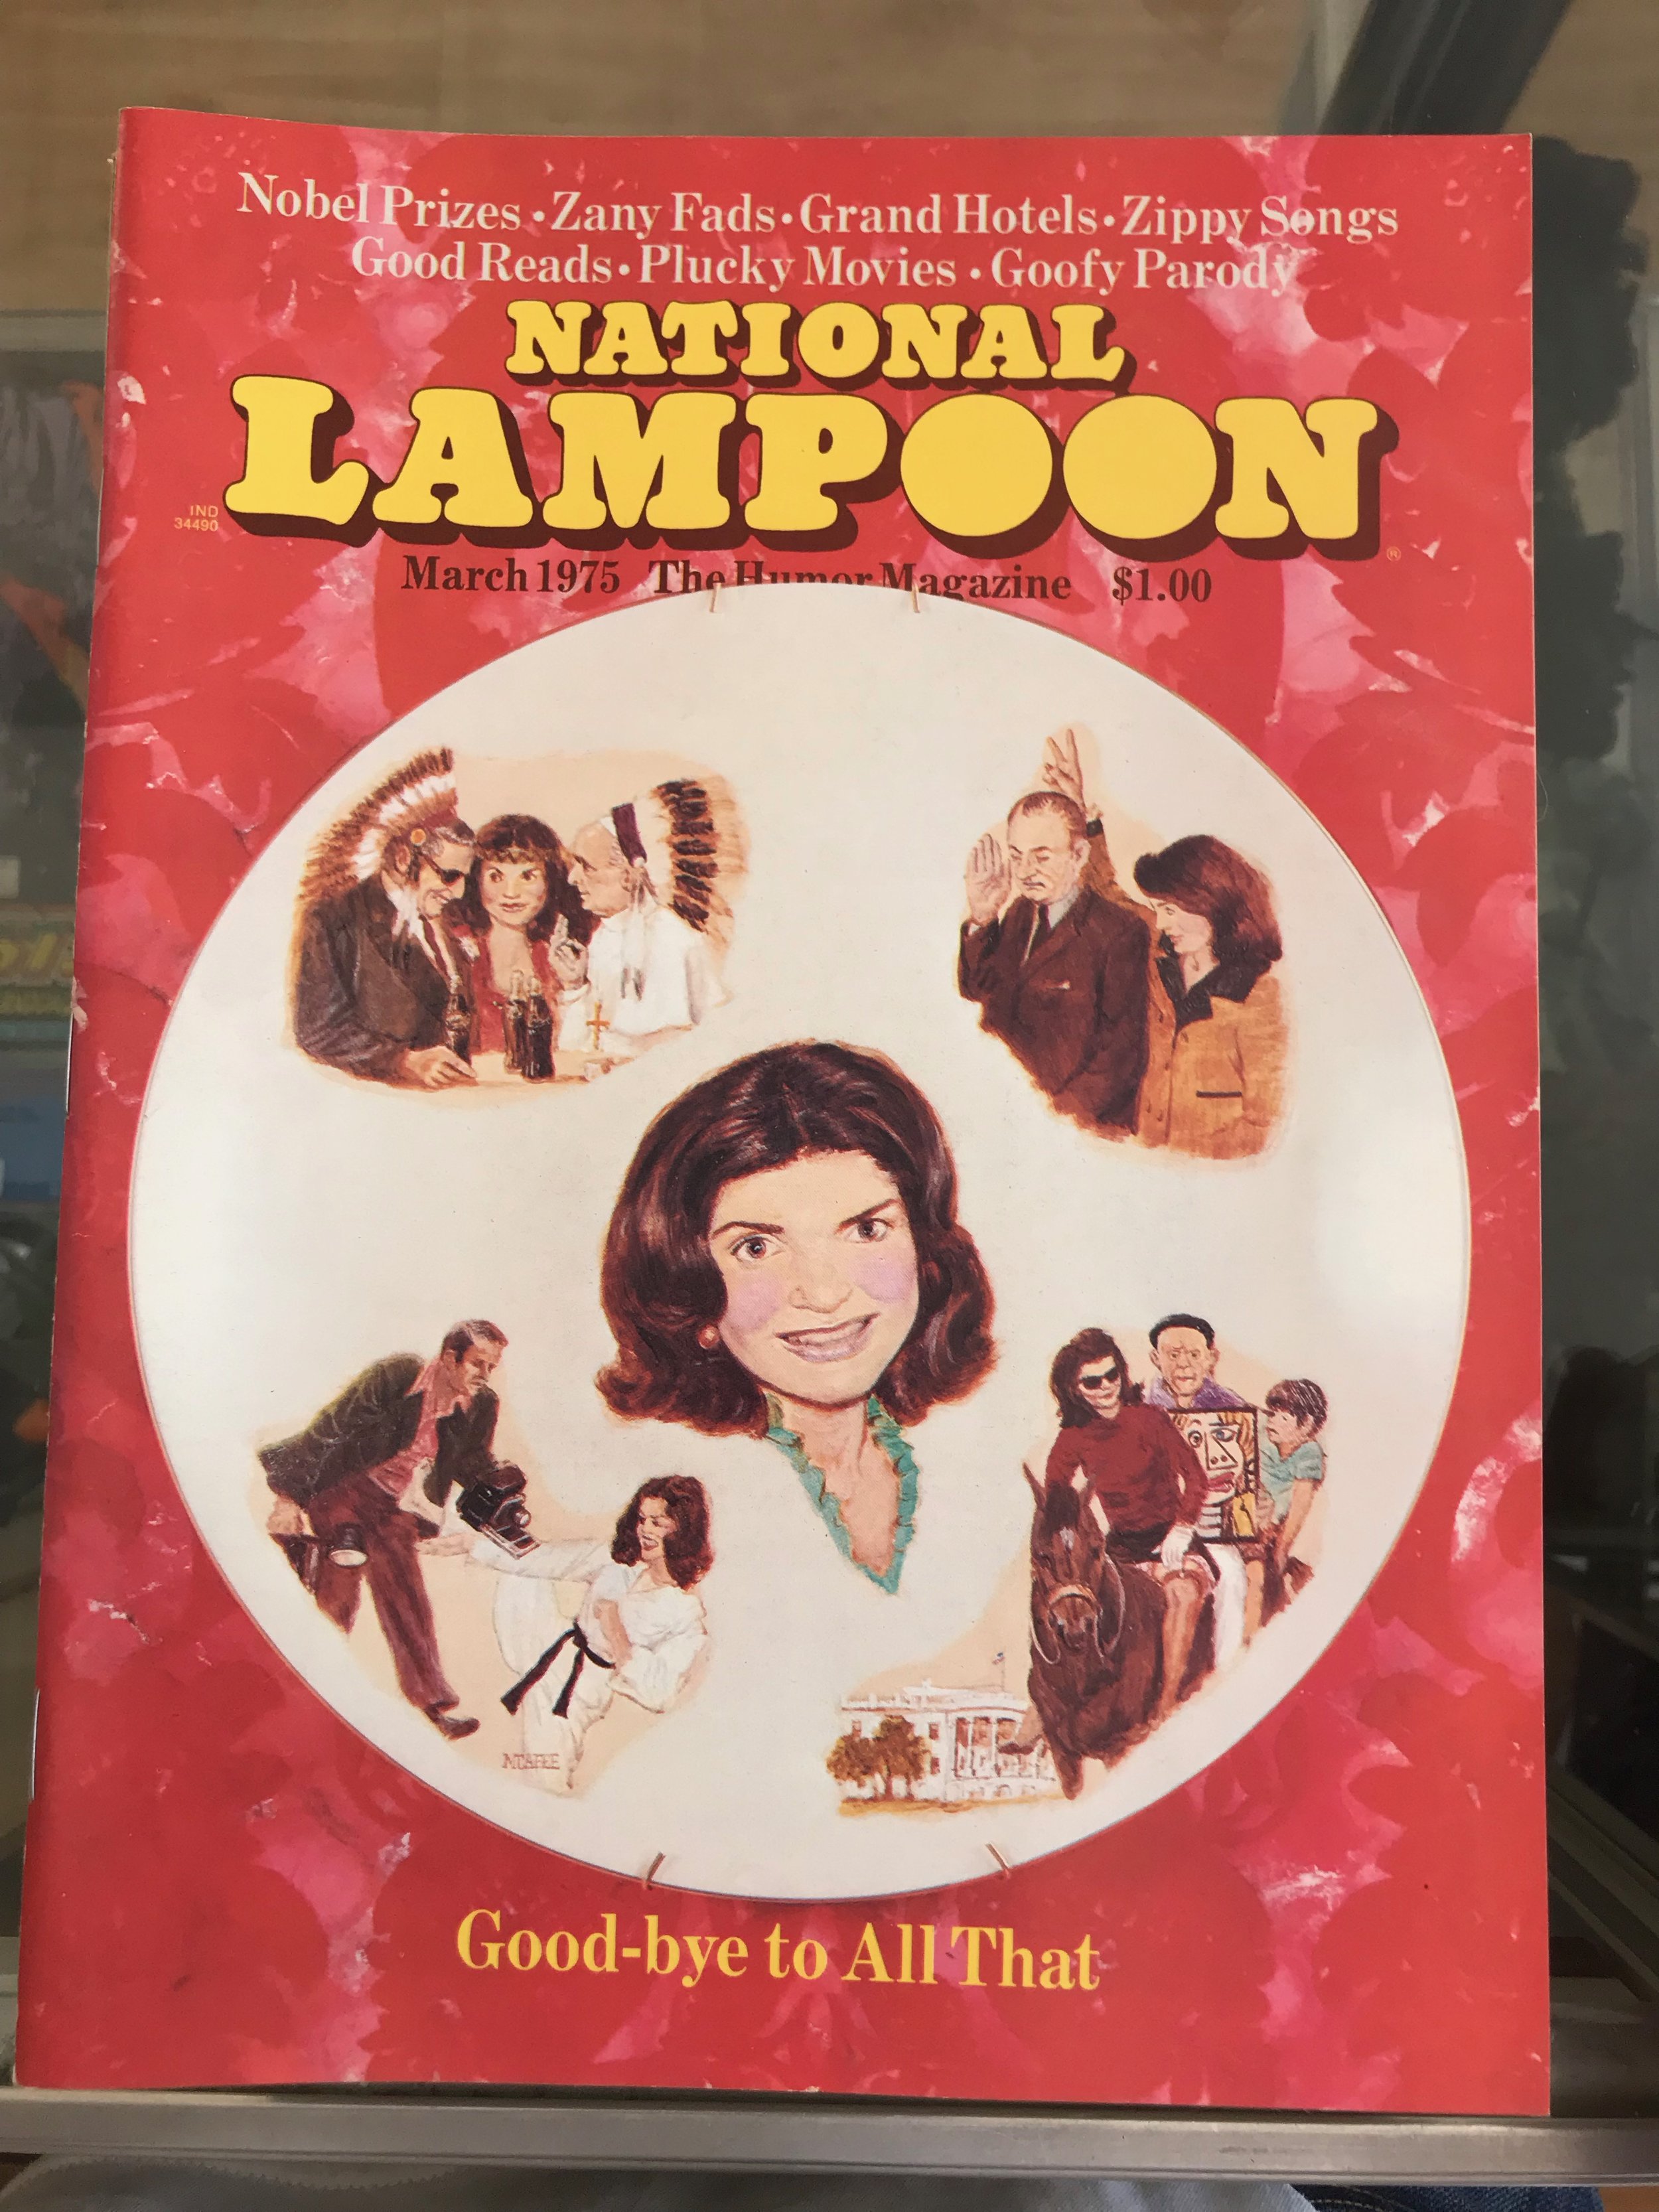 Nobel Prizes • Zany Fads • Grand Hotels • Zippy Songs
Good Reads • Plucky Movies • Goofy Parody
NATIONAL
LAMPOON
IND
34490
®
March 1975 The Humor Magazine $1.00
MCAFEE
Good-bye to All That